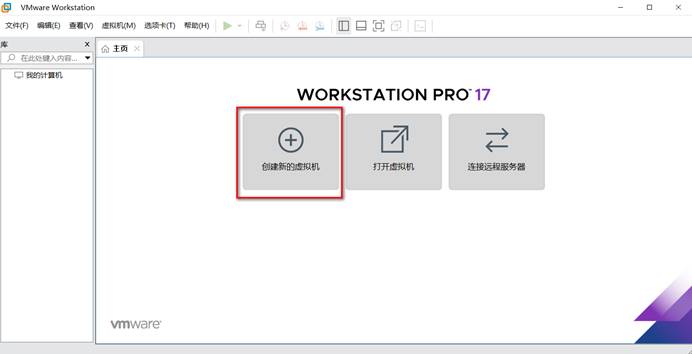 VMware Workstation
文件(F) 编辑(E) 查看(V) 虚拟机(M) 选项卡(T) 帮助(H)
库
在此处键入内容...
我的计算机
主页
WORKSTATION PRO™ 17
创建新的虚拟机
打开虚拟机
连接远程服务器
vmware®